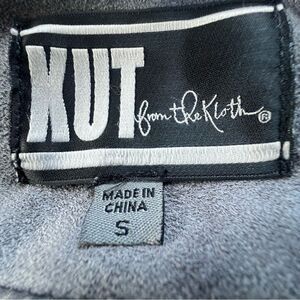 KUT from the Kloth®
MADE IN
CHINA
S